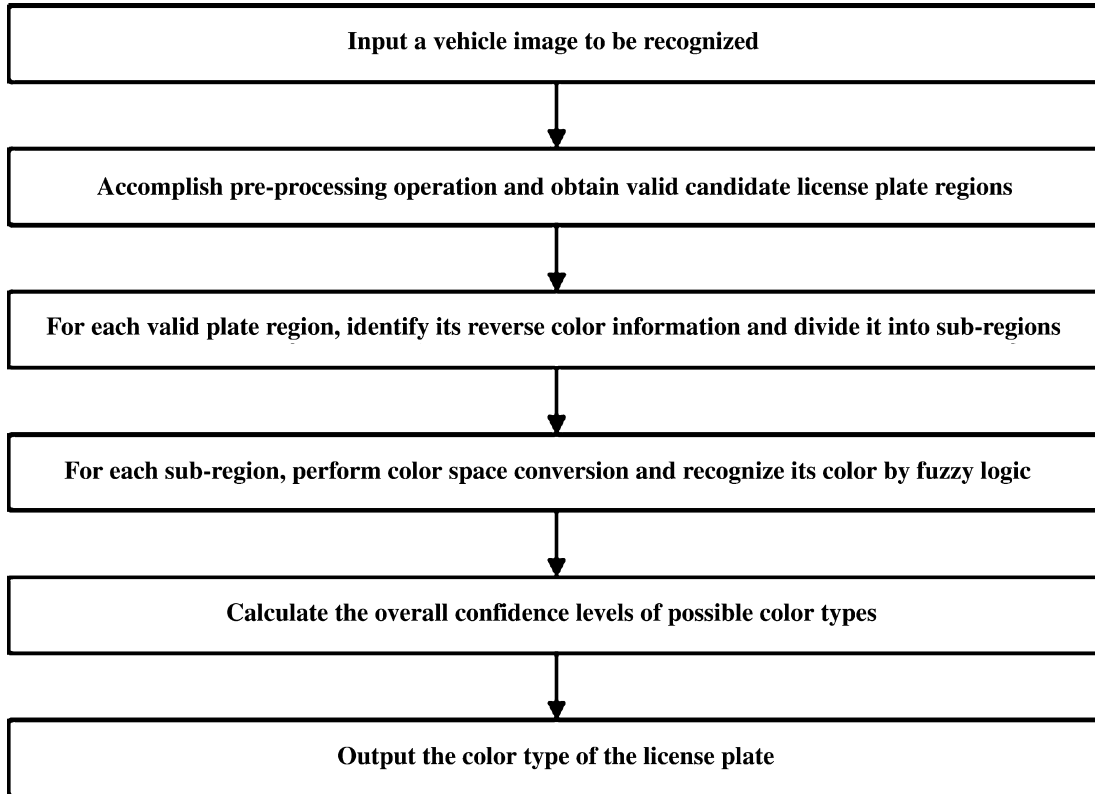 Input a vehicle image to be recognized
Accomplish pre-processing operation and obtain valid candidate license plate regions
For each valid plate region, identify its reverse color information and divide it into sub-regions
For each sub-region, perform color space conversion and recognize its color by fuzzy logic
Calculate the overall confidence levels of possible color types
Output the color type of the license plate